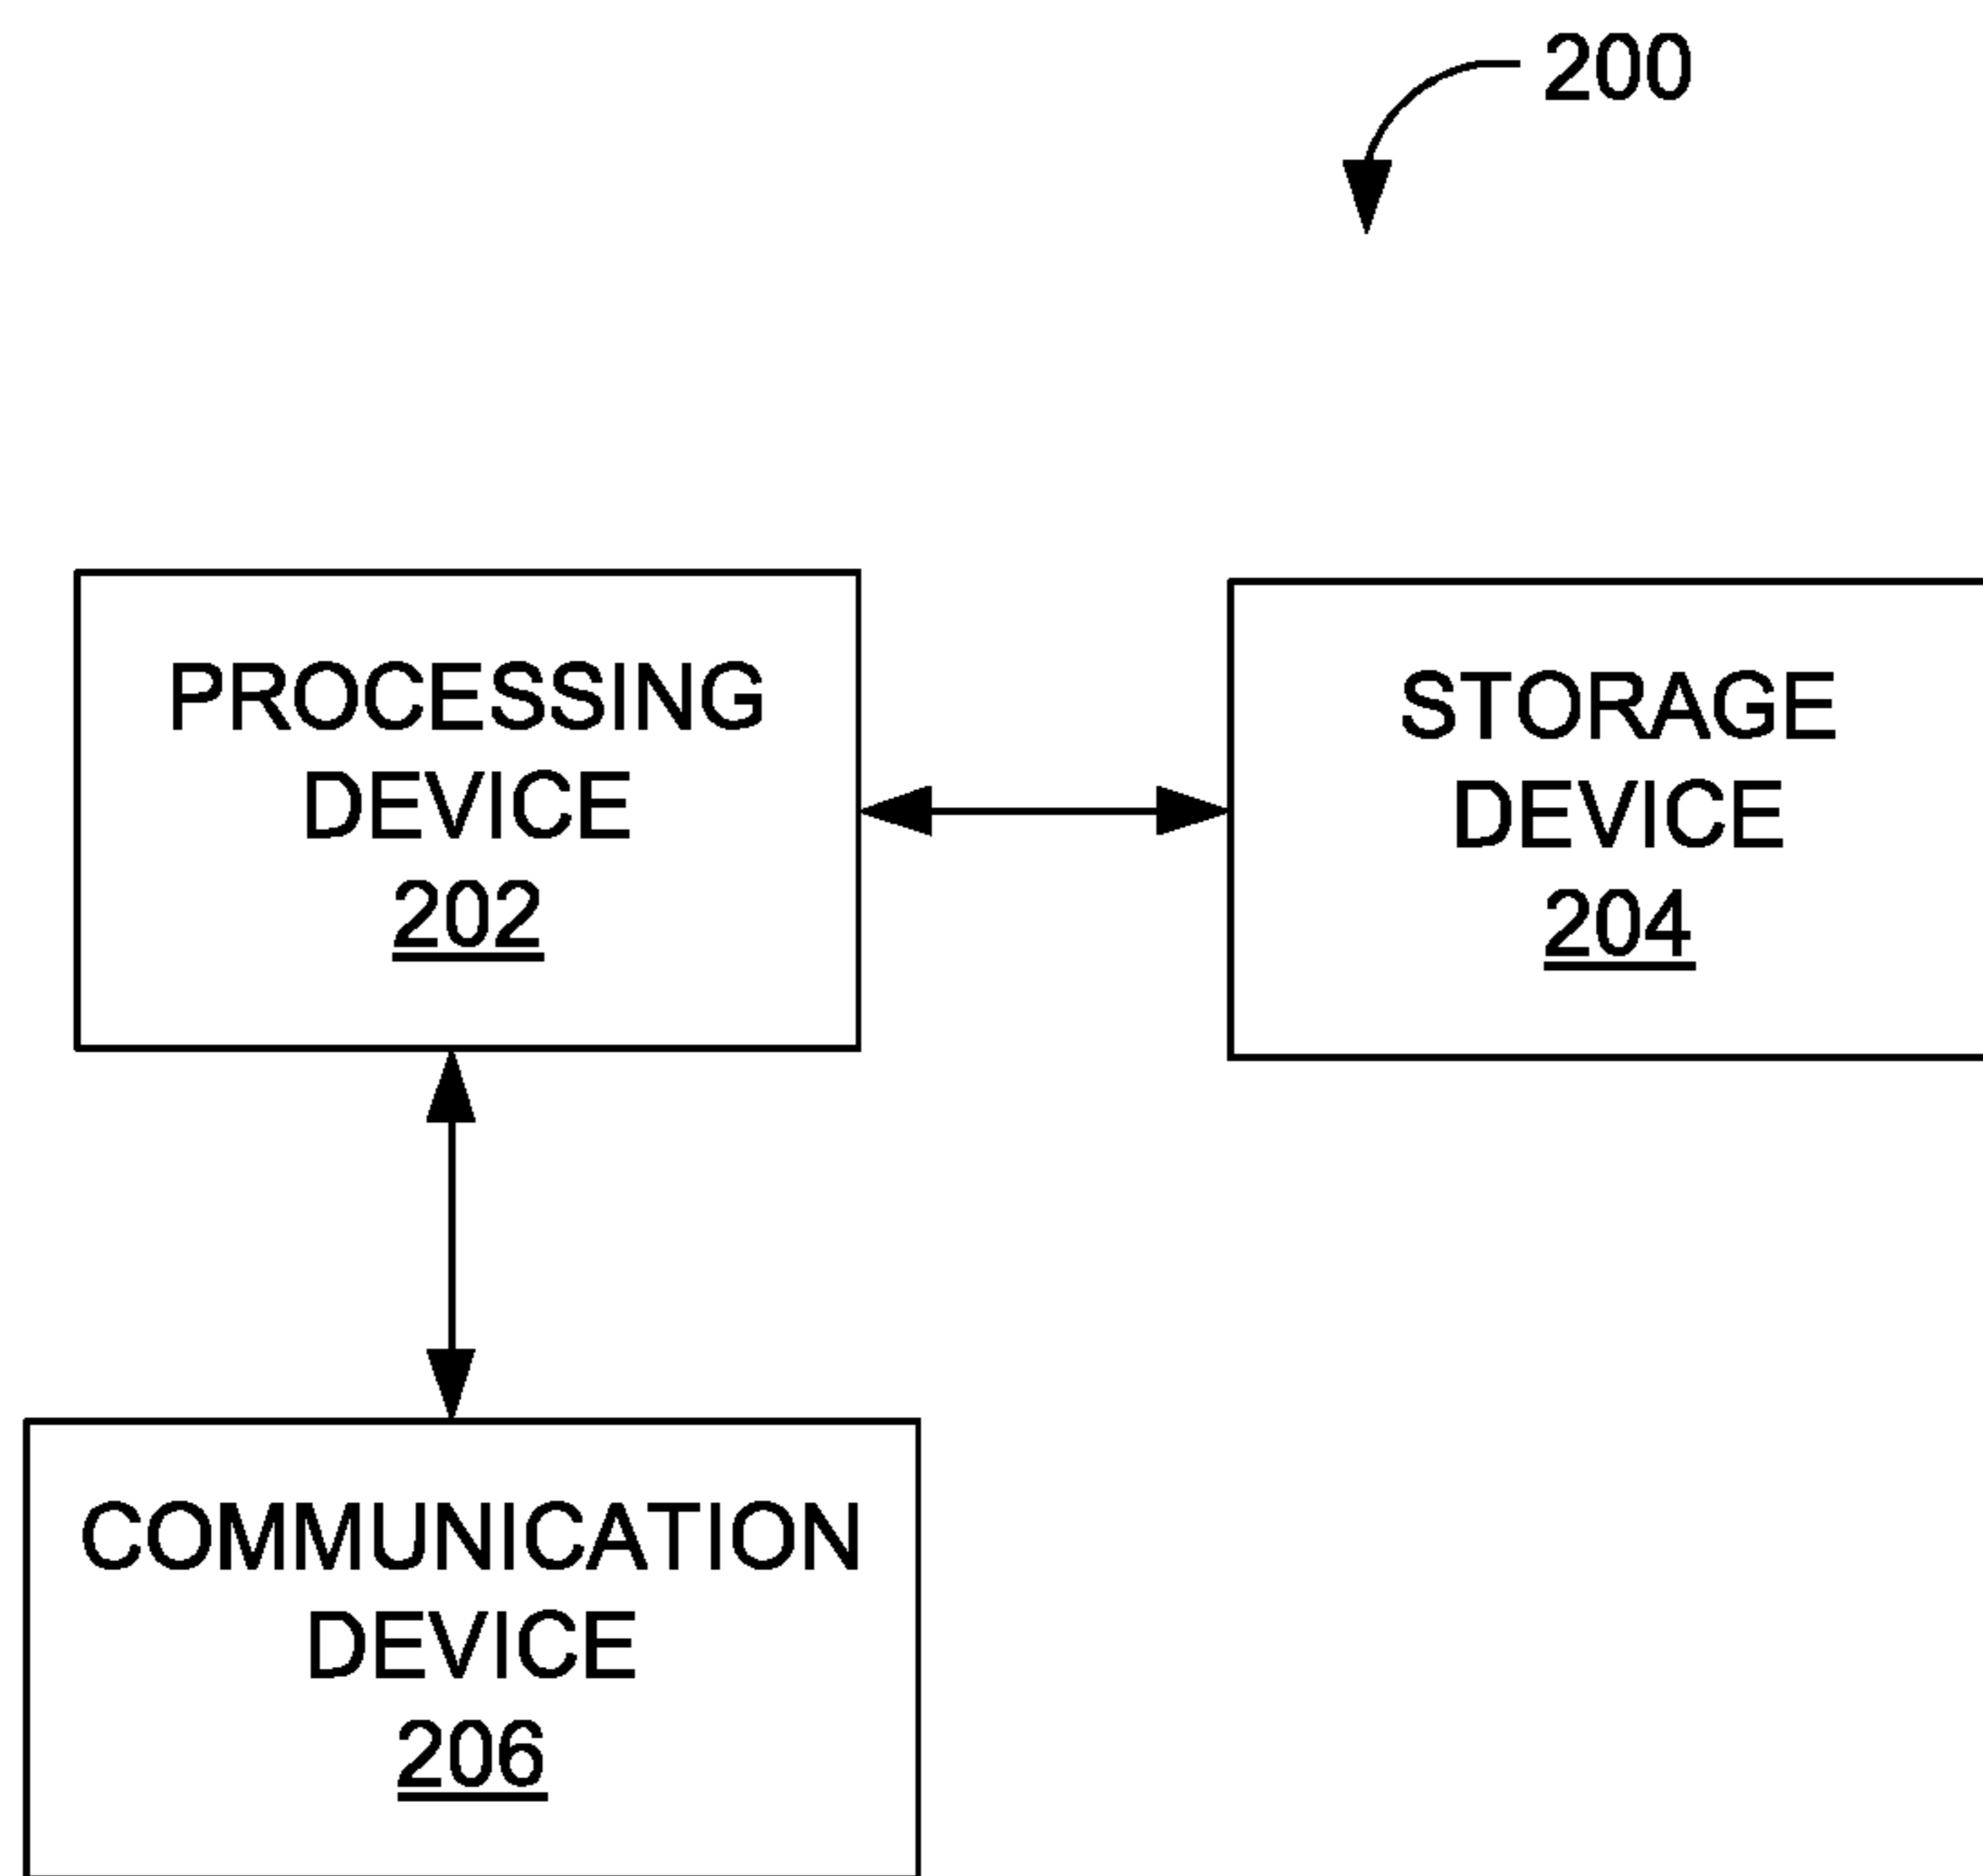 200
PROCESSING
DEVICE
202
STORAGE
DEVICE
204
COMMUNICATION
DEVICE
206